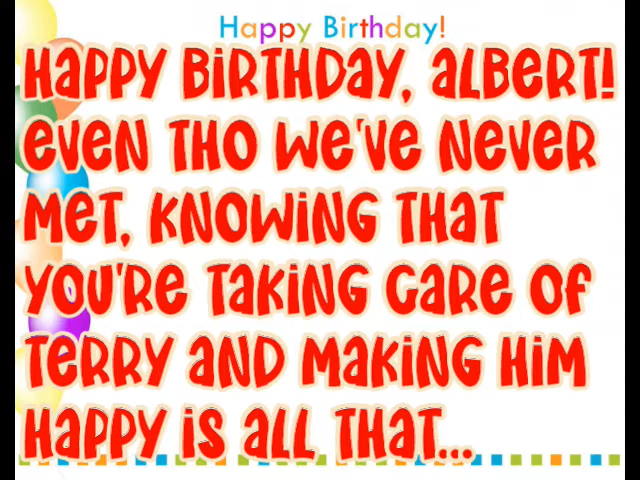 Happy Birthday!
HAPPY BIRTHDAY, ALBERT!
EVEN THO WE'VE NEVER
MET, KNOWING THAT
YOU'RE TAKING CARE OF
TERRY AND MAKING HIM
HAPPY IS ALL THAT...